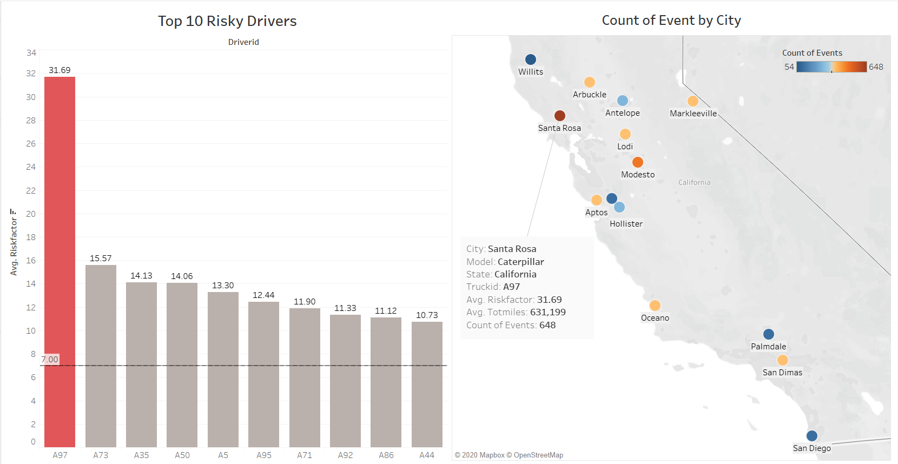 Top 10 Risky Drivers
Driverid
34
32
30
28
26
24
22
20
18
16
14
12
10
8
6
4
2
0
Avg. Riskfactor
31.69
15.57
14.13
14.06
13.30
12.44
11.90
11.33
11.12
10.73
7.00
A97
A73
A35
A50
A5
A95
A71
A92
A86
A44
Count of Event by City
Count of Events
54
648
Willits
Arbuckle
Antelope
Markleeville
Santa Rosa
Lodi
Modesto
California
Aptos
Hollister
City: Santa Rosa
Model: Caterpillar
State: California
Truckid: A97
Avg. Riskfactor: 31.69
Avg. Totmiles: 631,199
Count of Events: 648
Oceano
Palmdale
San Dimas
San Diego
© 2020 Mapbox © OpenStreetMap